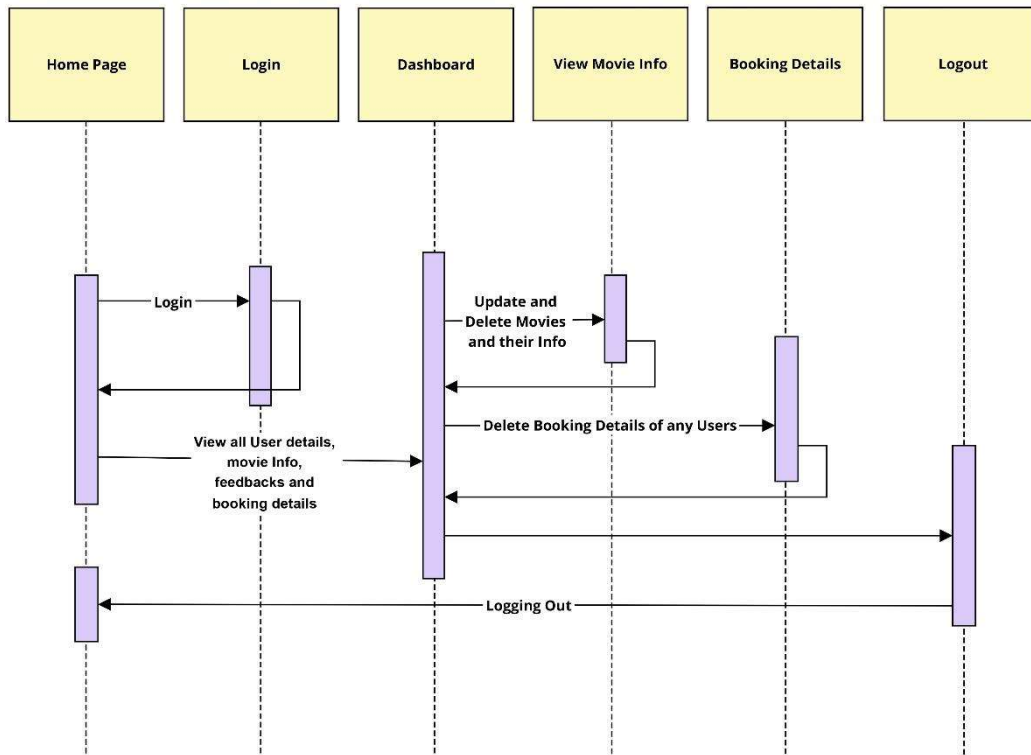 Home Page
Login
Dashboard
View Movie Info
Booking Details
Logout
Login
Update and
Delete Movies
and their Info
Delete Booking Details of any Users
View all User details,
movie Info,
feedbacks and
booking details
Logging Out